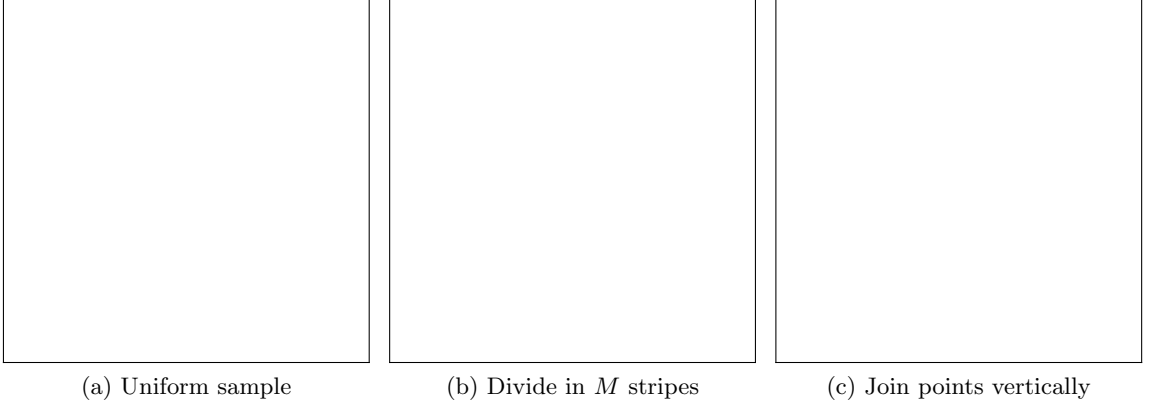 (a) Uniform sample
(b) Divide in M stripes
(c) Join points vertically